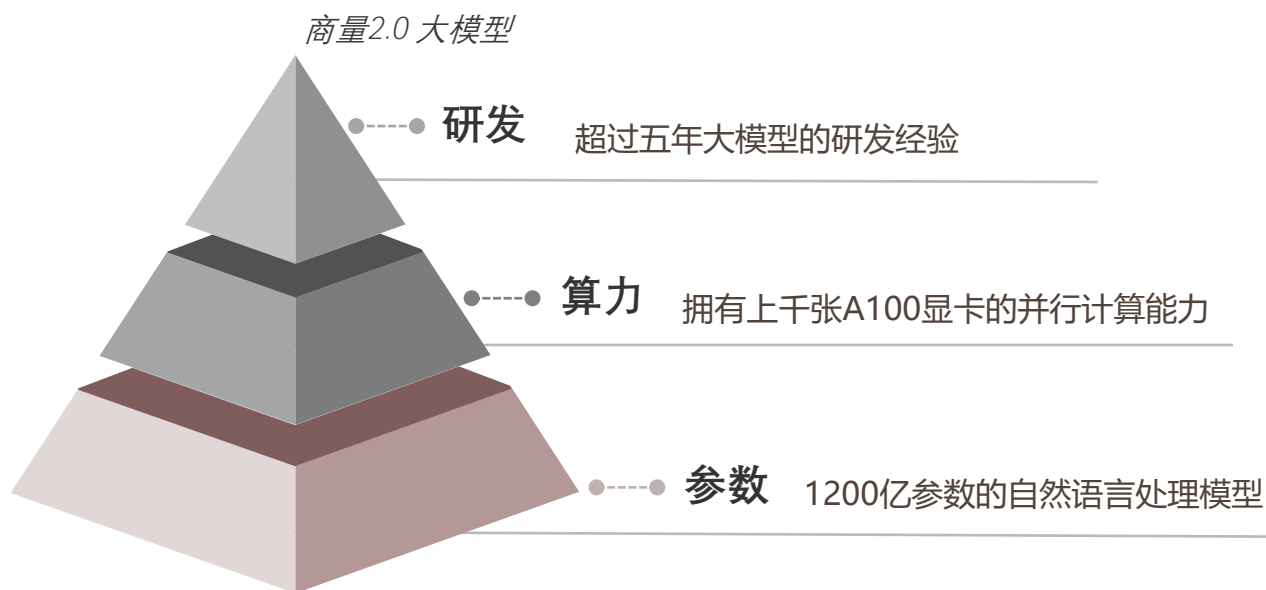 商量2.0 大模型
研发
超过五年大模型的研发经验
算力
拥有上千张A100显卡的并行计算能力
参数
1200亿参数的自然语言处理模型